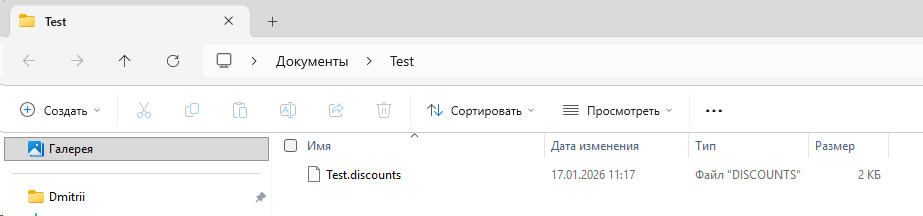 Test
Документы
Test
Создать
Сортировать
Просмотреть
Галерея
Имя
Дата изменения
Тип
Размер
Test.discounts
17.01.2026 11:17
Файл "DISCOUNTS"
2 КБ
Dmitrii